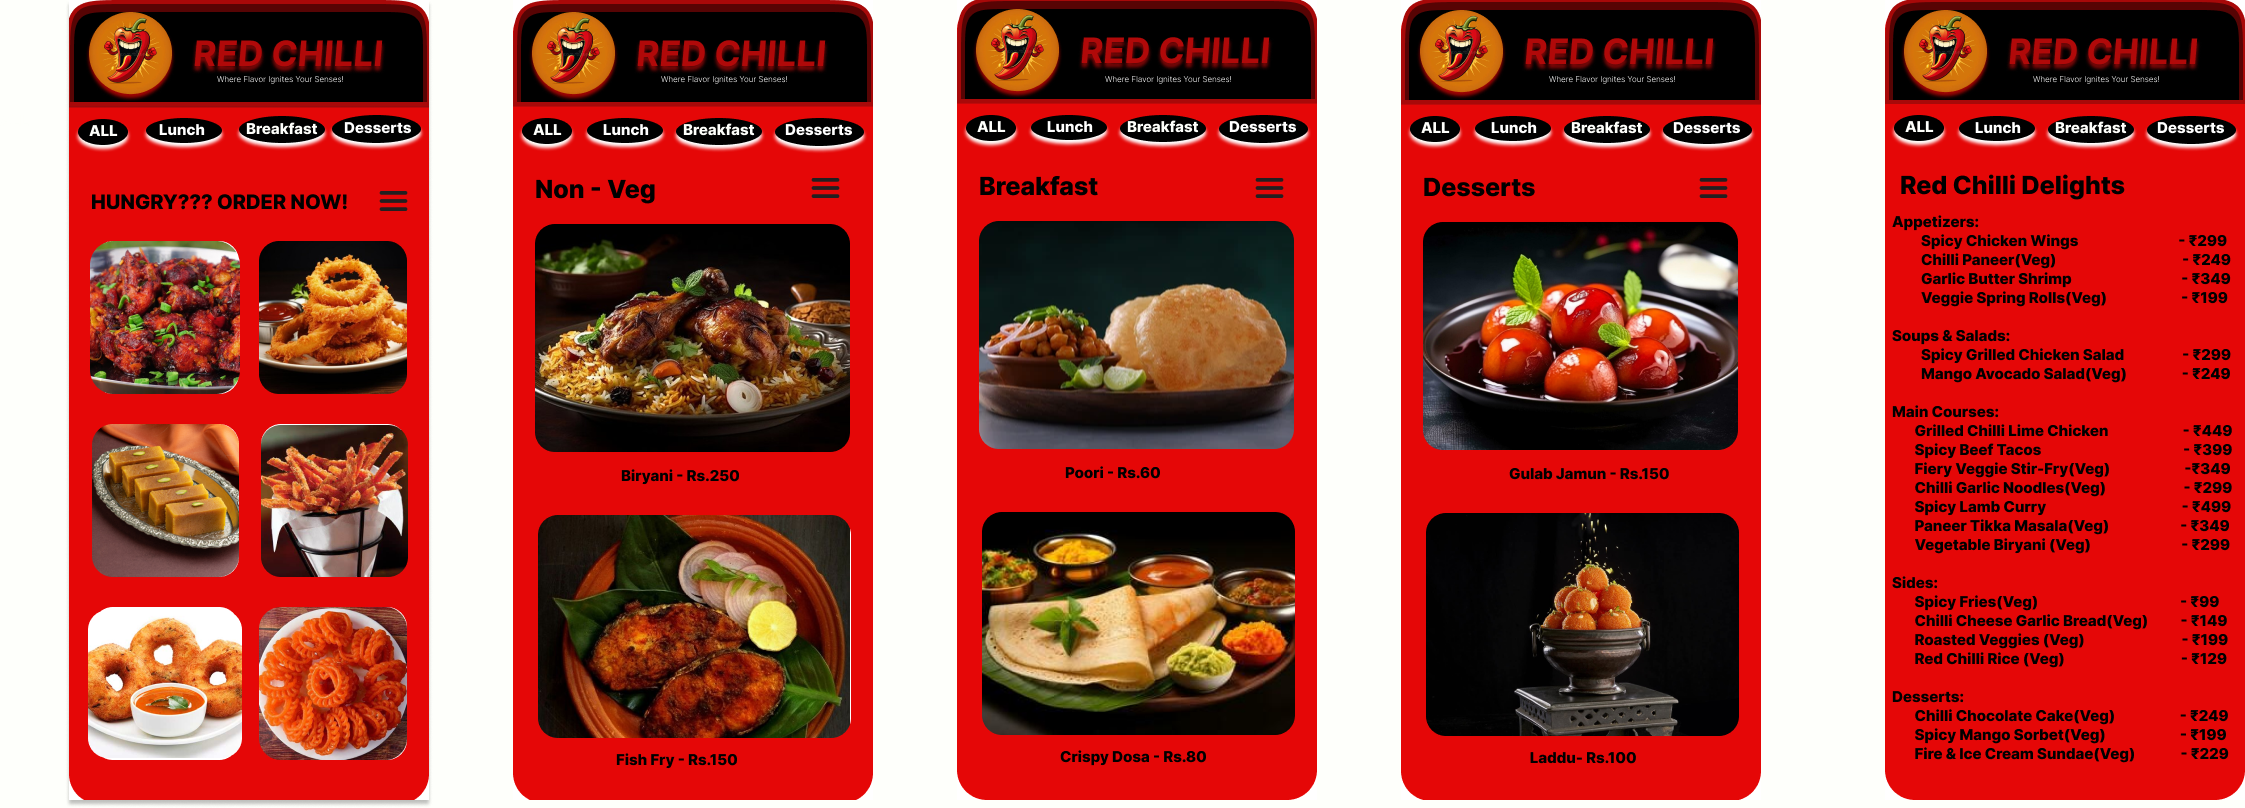 RED CHILLI
Where Flavor Ignites Your Senses!
ALL Lunch Breakfast Desserts
HUNGRY??? ORDER NOW!
RED CHILLI
Where Flavor Ignites Your Senses!
ALL Lunch Breakfast Desserts
Non - Veg
Biryani - Rs.250
Fish Fry - Rs.150
RED CHILLI
Where Flavor Ignites Your Senses!
ALL Lunch Breakfast Desserts
Breakfast
Poori - Rs.60
Crispy Dosa - Rs.80
RED CHILLI
Where Flavor Ignites Your Senses!
ALL Lunch Breakfast Desserts
Desserts
Gulab Jamun - Rs.150
Laddu- Rs.100
RED CHILLI
Where Flavor Ignites Your Senses!
ALL Lunch Breakfast Desserts
Red Chilli Delights
Appetizers:
Spicy Chicken Wings - ₹299
Chilli Paneer(Veg) - ₹249
Garlic Butter Shrimp - ₹349
Veggie Spring Rolls(Veg) - ₹199
Soups & Salads:
Spicy Grilled Chicken Salad - ₹299
Mango Avocado Salad(Veg) - ₹249
Main Courses:
Grilled Chilli Lime Chicken - ₹449
Spicy Beef Tacos - ₹399
Fiery Veggie Stir-Fry(Veg) -₹349
Chilli Garlic Noodles(Veg) - ₹299
Spicy Lamb Curry - ₹499
Paneer Tikka Masala(Veg) - ₹349
Vegetable Biryani (Veg) - ₹299
Sides:
Spicy Fries(Veg) - ₹99
Chilli Cheese Garlic Bread(Veg) - ₹149
Roasted Veggies (Veg) - ₹199
Red Chilli Rice (Veg) - ₹129
Desserts:
Chilli Chocolate Cake(Veg) - ₹249
Spicy Mango Sorbet(Veg) - ₹199
Fire & Ice Cream Sundae(Veg) - ₹229